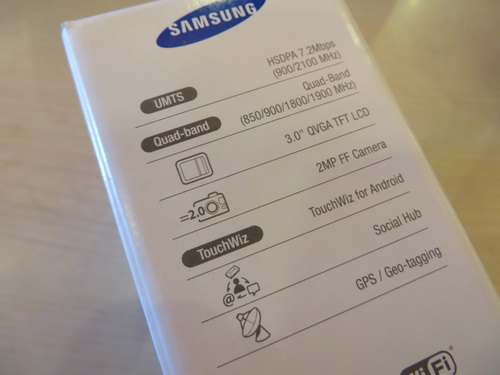 SAMSUNG
UMTS
HSDPA 7.2Mbps
(900/2100 MHz)
Quad-band
Quad-Band
(850/900/1800/1900 MHz)
3.0" QVGA TFT LCD
=2.0
2MP FF Camera
TouchWiz
TouchWiz for Android
@
Social Hub
GPS / Geo-tagging
Fi